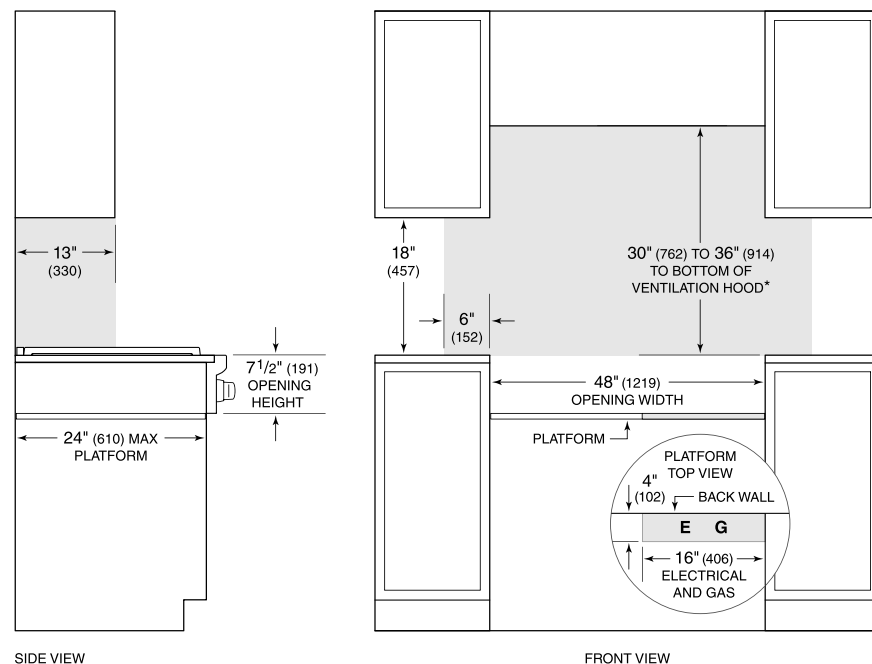 13"
(330)
7 1/2" (191)
OPENING
HEIGHT
24" (610) MAX
PLATFORM
SIDE VIEW
18"
(457)
30" (762) TO 36" (914)
TO BOTTOM OF
VENTILATION HOOD*
6"
(152)
48" (1219)
OPENING WIDTH
PLATFORM
PLATFORM
TOP VIEW
4"
(102)
BACK WALL
E G
16" (406)
ELECTRICAL
AND GAS
FRONT VIEW